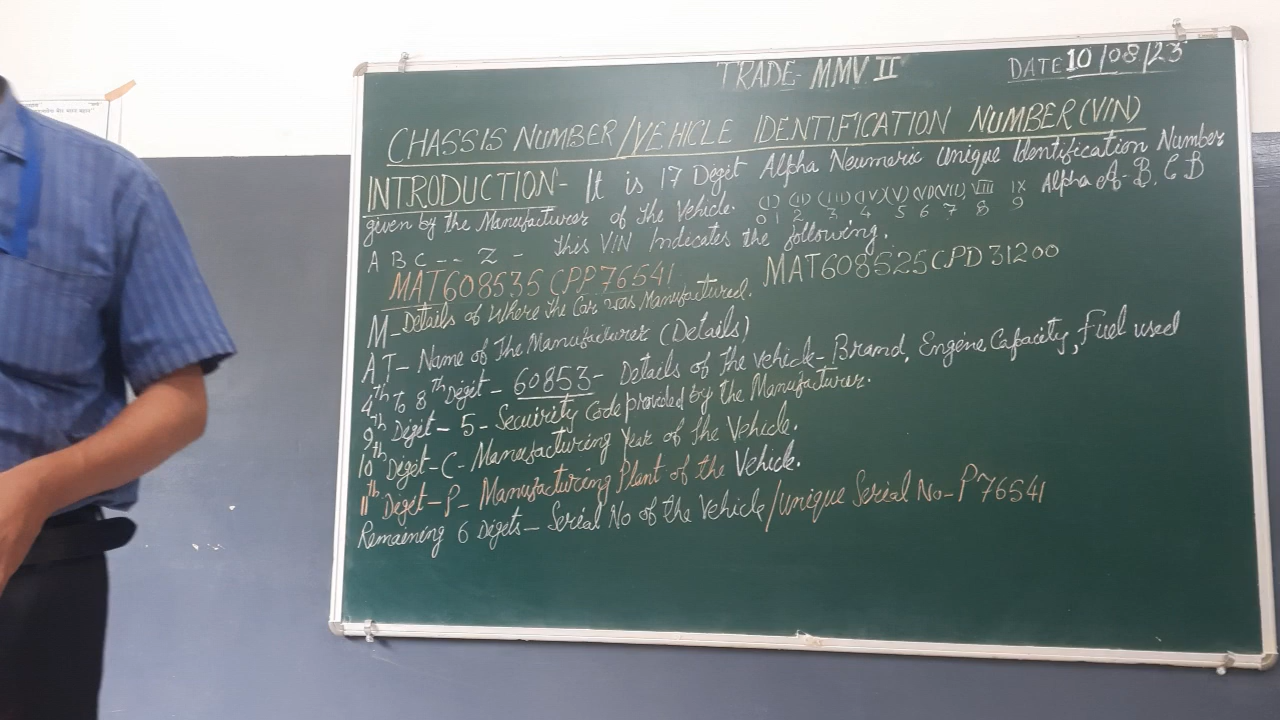 TRADE- MMV II
DATE 10/08/23
CHASSIS NUMBER/VEHICLE IDENTIFICATION NUMBER(VIN)
INTRODUCTION- It is 17 Degit Alpha Neumeric Unique Identification Number
given by the Manufacturer of the Vehicle. (I) (II) (III) (IV)(V) (VI)(VII) VIII IX Alpha A- B. C D
0 1 2 3 4 5 6 7 8 9
A B C -- Z - this VIN Indicates the following.
MAT608535CPP76541 MAT608525CPD31200
M-Details of Where the Car was Manufactured.
AT- Name of The Manufacturer (Details)
4th To 8th Degit - 60853- Details of the vehicle- Brand, Engine Capacity, Fuel used
9th Degit- 5- Secuirity Code provided by the Manufacturer.
10th Degit-C- Manufacturing Year of the Vehicle.
11th Degit-P- Manufacturing Plant of the Vehicle.
Remaening 6 Degets- Serial No of the Vehicle/Unique Serial No-P76541